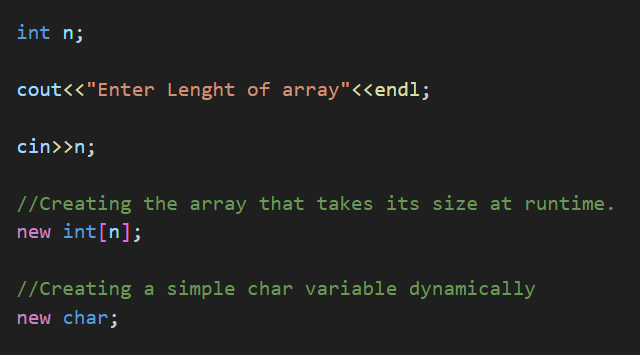 int n;
cout<<"Enter Lenght of array"<<endl;
cin>>n;
//Creating the array that takes its size at runtime.
new int[n];
//Creating a simple char variable dynamically
new char;